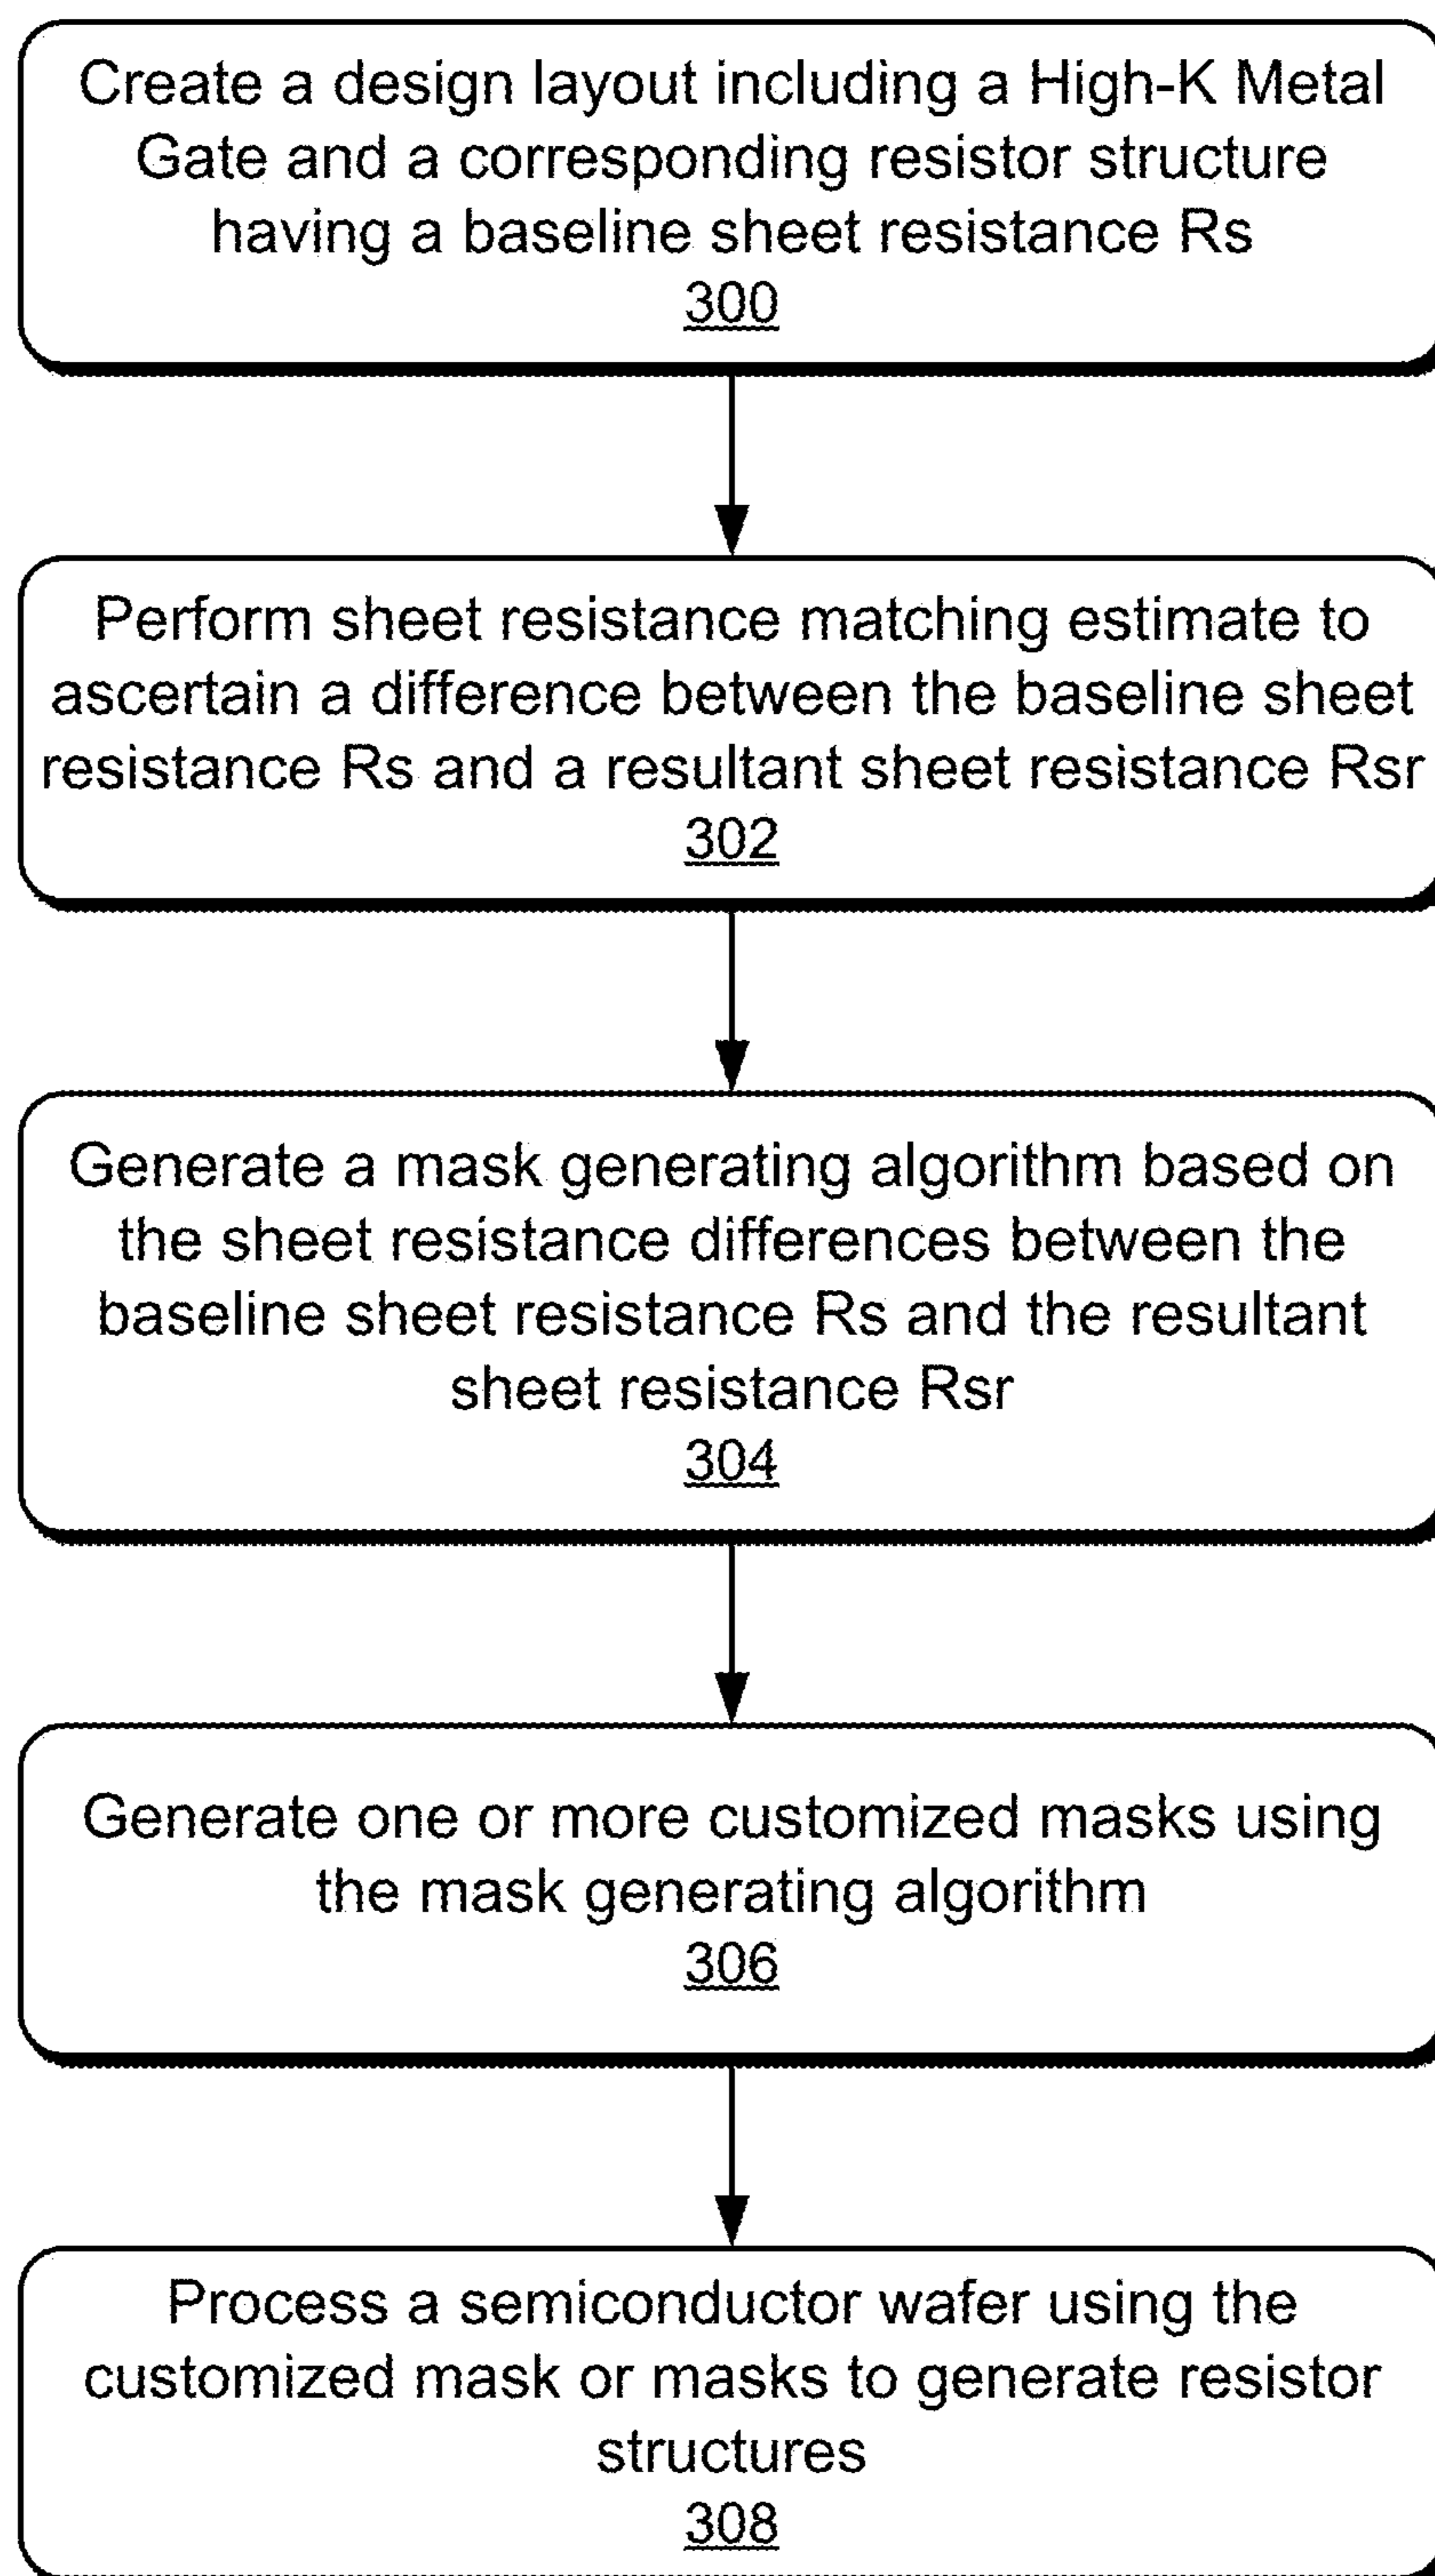 Create a design layout including a High-K Metal
Gate and a corresponding resistor structure
having a baseline sheet resistance Rs
300
Perform sheet resistance matching estimate to
ascertain a difference between the baseline sheet
resistance Rs and a resultant sheet resistance Rsr
302
Generate a mask generating algorithm based on
the sheet resistance differences between the
baseline sheet resistance Rs and the resultant
sheet resistance Rsr
304
Generate one or more customized masks using
the mask generating algorithm
306
Process a semiconductor wafer using the
customized mask or masks to generate resistor
structures
308